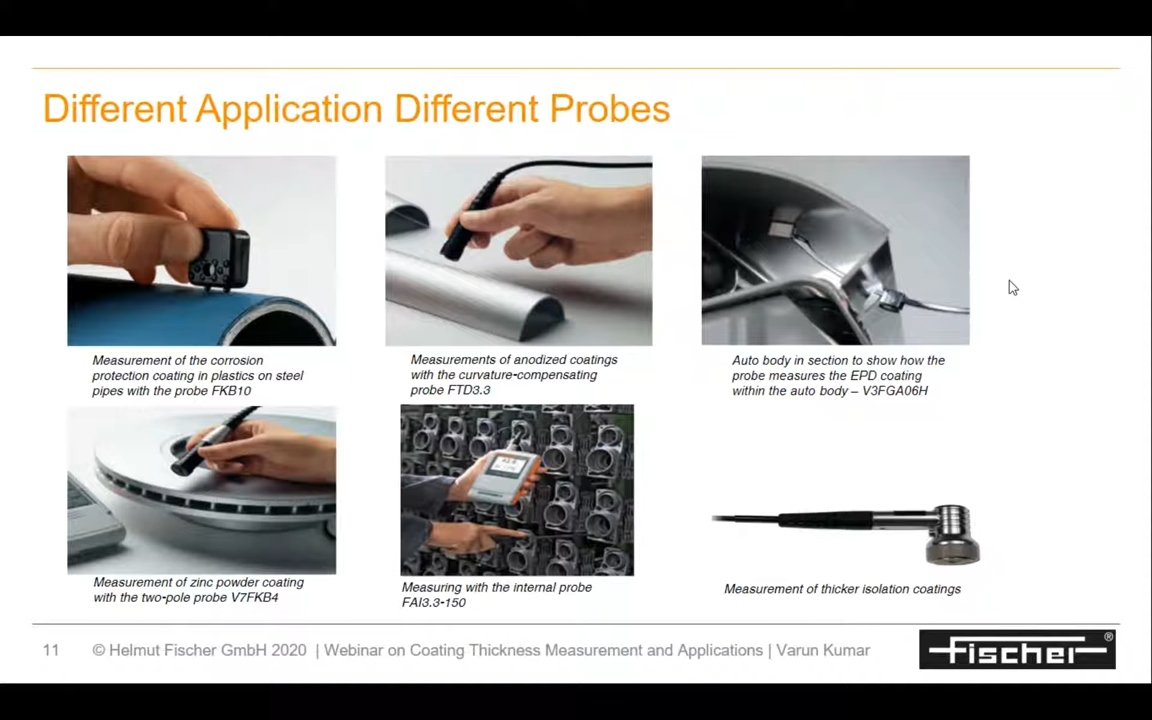 Different Application Different Probes
Measurement of the corrosion
protection coating in plastics on steel
pipes with the probe FKB10
Measurements of anodized coatings
with the curvature-compensating
probe FTD3.3
Auto body in section to show how the
probe measures the EPD coating
within the auto body – V3FGA06H
Measurement of zinc powder coating
with the two-pole probe V7FKB4
Measuring with the internal probe
FAI3.3-150
Measurement of thicker isolation coatings
11 © Helmut Fischer GmbH 2020 | Webinar on Coating Thickness Measurement and Applications | Varun Kumar
fischer®